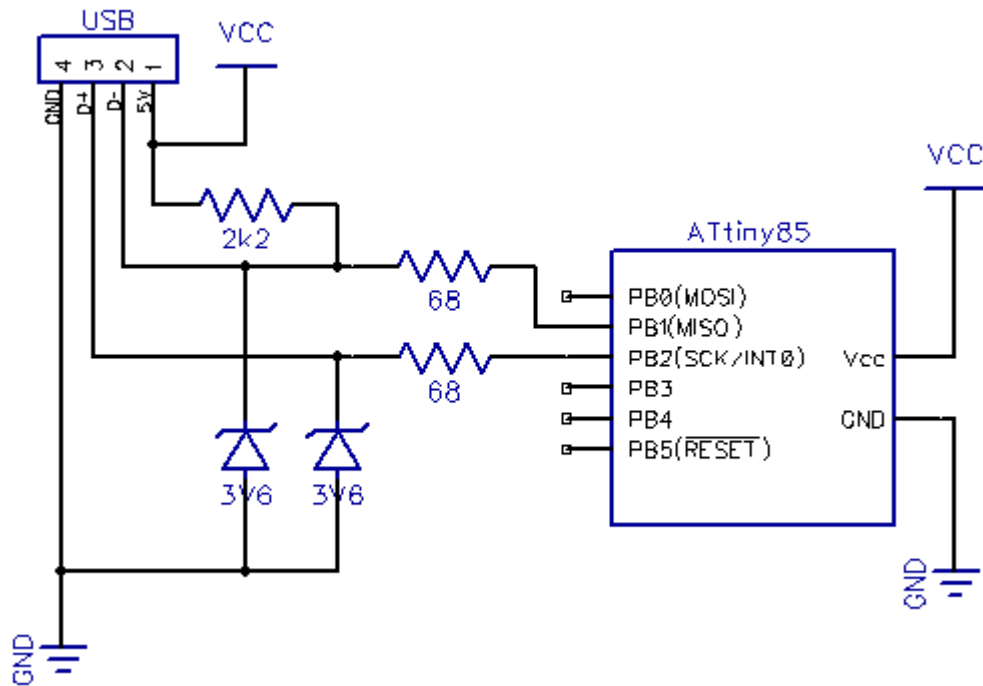 USB
VCC
4 3 2 1
GND D+ D- 5V
VCC
2k2
ATtiny85
68
PB0(MOSI)
PB1(MISO)
PB2(SCK/INT0) Vcc
68
PB3
PB4 GND
PB5(RESET)
3V6 3V6
GND
GND